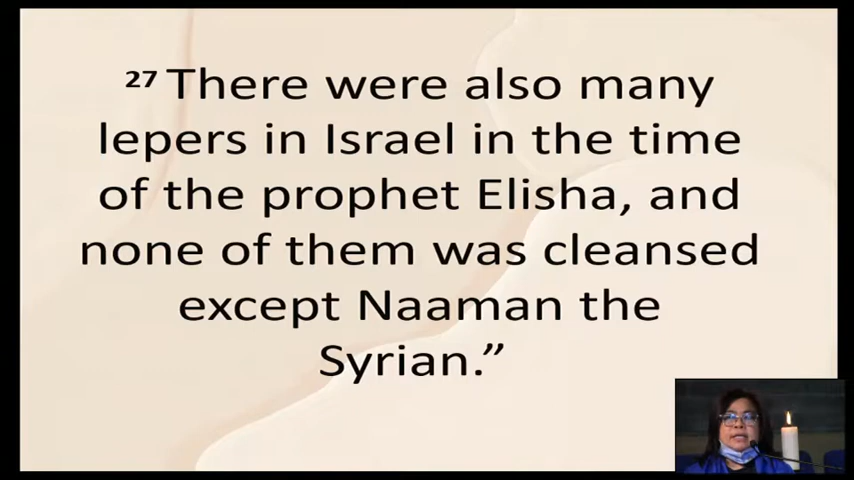 27 There were also many
lepers in Israel in the time
of the prophet Elisha, and
none of them was cleansed
except Naaman the
Syrian.”